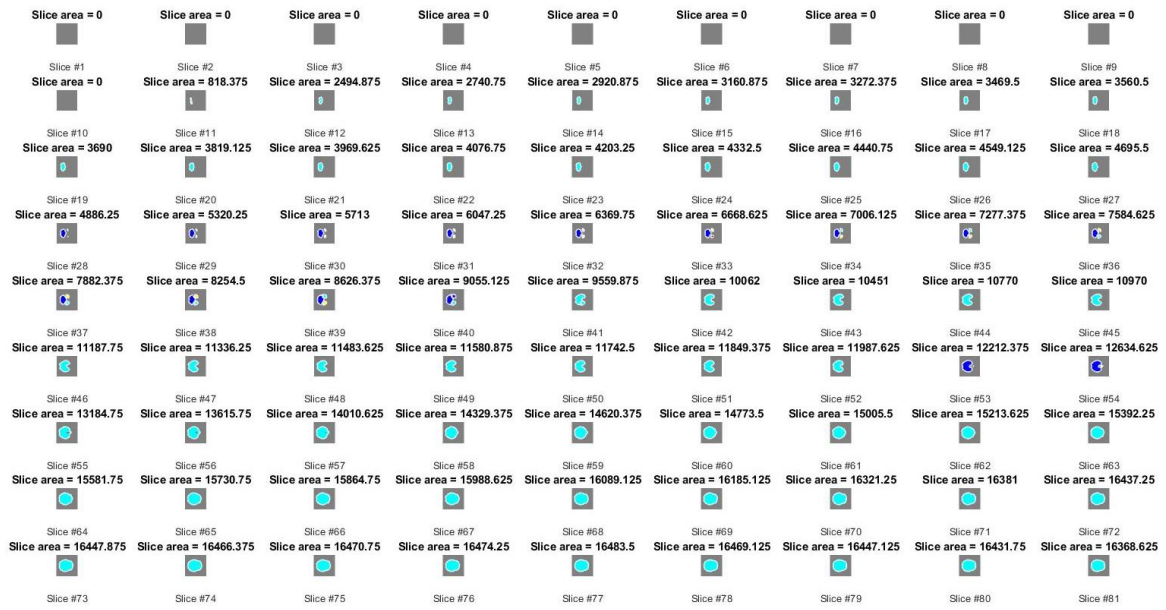 Slice area = 0 Slice area = 0 Slice area = 0 Slice area = 0 Slice area = 0 Slice area = 0 Slice area = 0 Slice area = 0 Slice area = 0
Slice #1 Slice #2 Slice #3 Slice #4 Slice #5 Slice #6 Slice #7 Slice #8 Slice #9
Slice area = 0 Slice area = 818.375 Slice area = 2494.875 Slice area = 2740.75 Slice area = 2920.875 Slice area = 3160.875 Slice area = 3272.375 Slice area = 3469.5 Slice area = 3560.5
Slice #10 Slice #11 Slice #12 Slice #13 Slice #14 Slice #15 Slice #16 Slice #17 Slice #18
Slice area = 3690 Slice area = 3819.125 Slice area = 3969.625 Slice area = 4076.75 Slice area = 4203.25 Slice area = 4332.5 Slice area = 4440.75 Slice area = 4549.125 Slice area = 4695.5
Slice #19 Slice #20 Slice #21 Slice #22 Slice #23 Slice #24 Slice #25 Slice #26 Slice #27
Slice area = 4886.25 Slice area = 5320.25 Slice area = 5713 Slice area = 6047.25 Slice area = 6369.75 Slice area = 6668.625 Slice area = 7006.125 Slice area = 7277.375 Slice area = 7584.625
Slice #28 Slice #29 Slice #30 Slice #31 Slice #32 Slice #33 Slice #34 Slice #35 Slice #36
Slice area = 7882.375 Slice area = 8254.5 Slice area = 8626.375 Slice area = 9055.125 Slice area = 9559.875 Slice area = 10062 Slice area = 10451 Slice area = 10770 Slice area = 10970
Slice #37 Slice #38 Slice #39 Slice #40 Slice #41 Slice #42 Slice #43 Slice #44 Slice #45
Slice area = 11187.75 Slice area = 11336.25 Slice area = 11483.625 Slice area = 11580.875 Slice area = 11742.5 Slice area = 11849.375 Slice area = 11987.625 Slice area = 12212.375 Slice area = 12634.625
Slice #46 Slice #47 Slice #48 Slice #49 Slice #50 Slice #51 Slice #52 Slice #53 Slice #54
Slice area = 13184.75 Slice area = 13615.75 Slice area = 14010.625 Slice area = 14329.375 Slice area = 14620.375 Slice area = 14773.5 Slice area = 15005.5 Slice area = 15213.625 Slice area = 15392.25
Slice #55 Slice #56 Slice #57 Slice #58 Slice #59 Slice #60 Slice #61 Slice #62 Slice #63
Slice area = 15581.75 Slice area = 15730.75 Slice area = 15864.75 Slice area = 15988.625 Slice area = 16089.125 Slice area = 16185.125 Slice area = 16321.25 Slice area = 16381 Slice area = 16437.25
Slice #64 Slice #65 Slice #66 Slice #67 Slice #68 Slice #69 Slice #70 Slice #71 Slice #72
Slice area = 16447.875 Slice area = 16466.375 Slice area = 16470.75 Slice area = 16474.25 Slice area = 16483.5 Slice area = 16469.125 Slice area = 16447.125 Slice area = 16431.75 Slice area = 16368.625
Slice #73 Slice #74 Slice #75 Slice #76 Slice #77 Slice #78 Slice #79 Slice #80 Slice #81